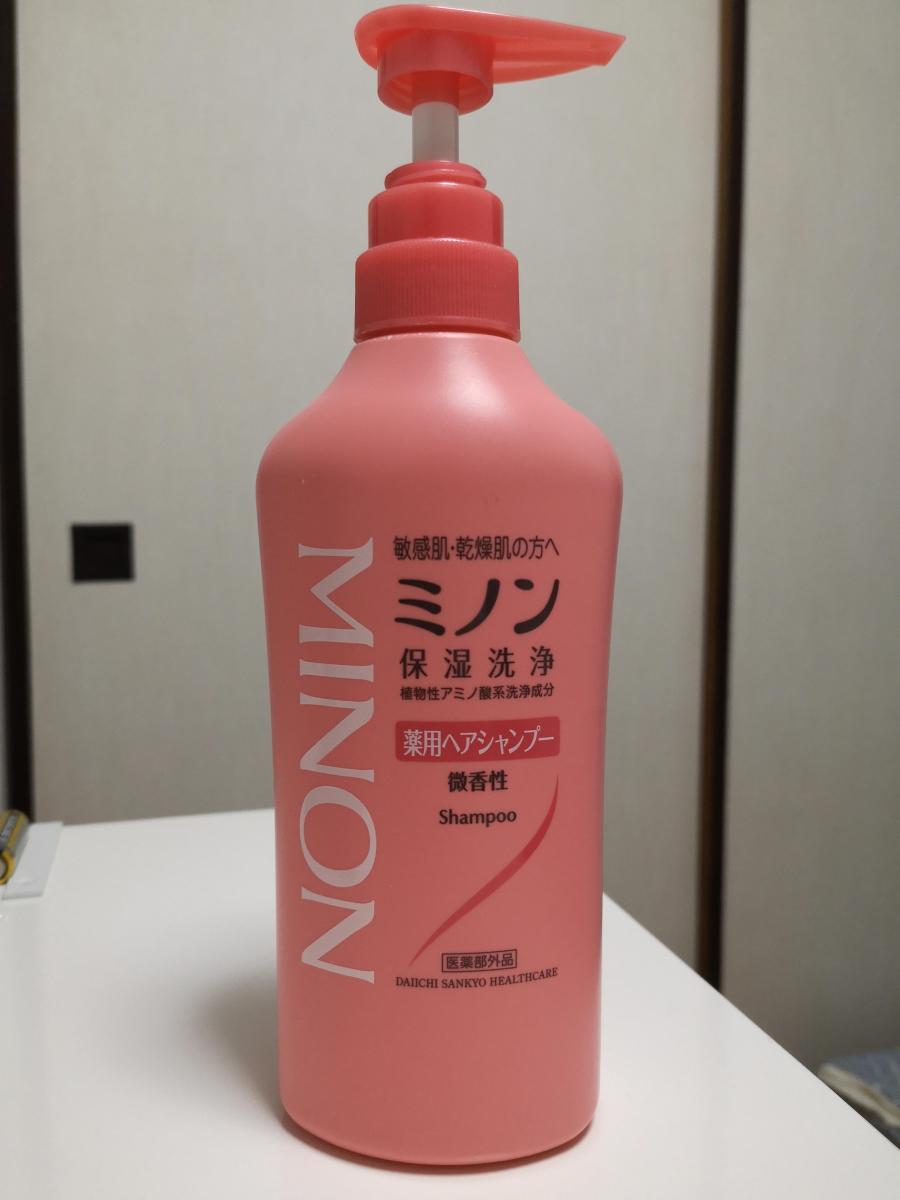 MINON
敏感肌・乾燥肌の方へ
ミノン
保湿洗浄
植物性アミノ酸系洗浄成分
薬用ヘアシャンプー
微香性
Shampoo
医薬部外品
DAIICHI SANKYO HEALTHCARE